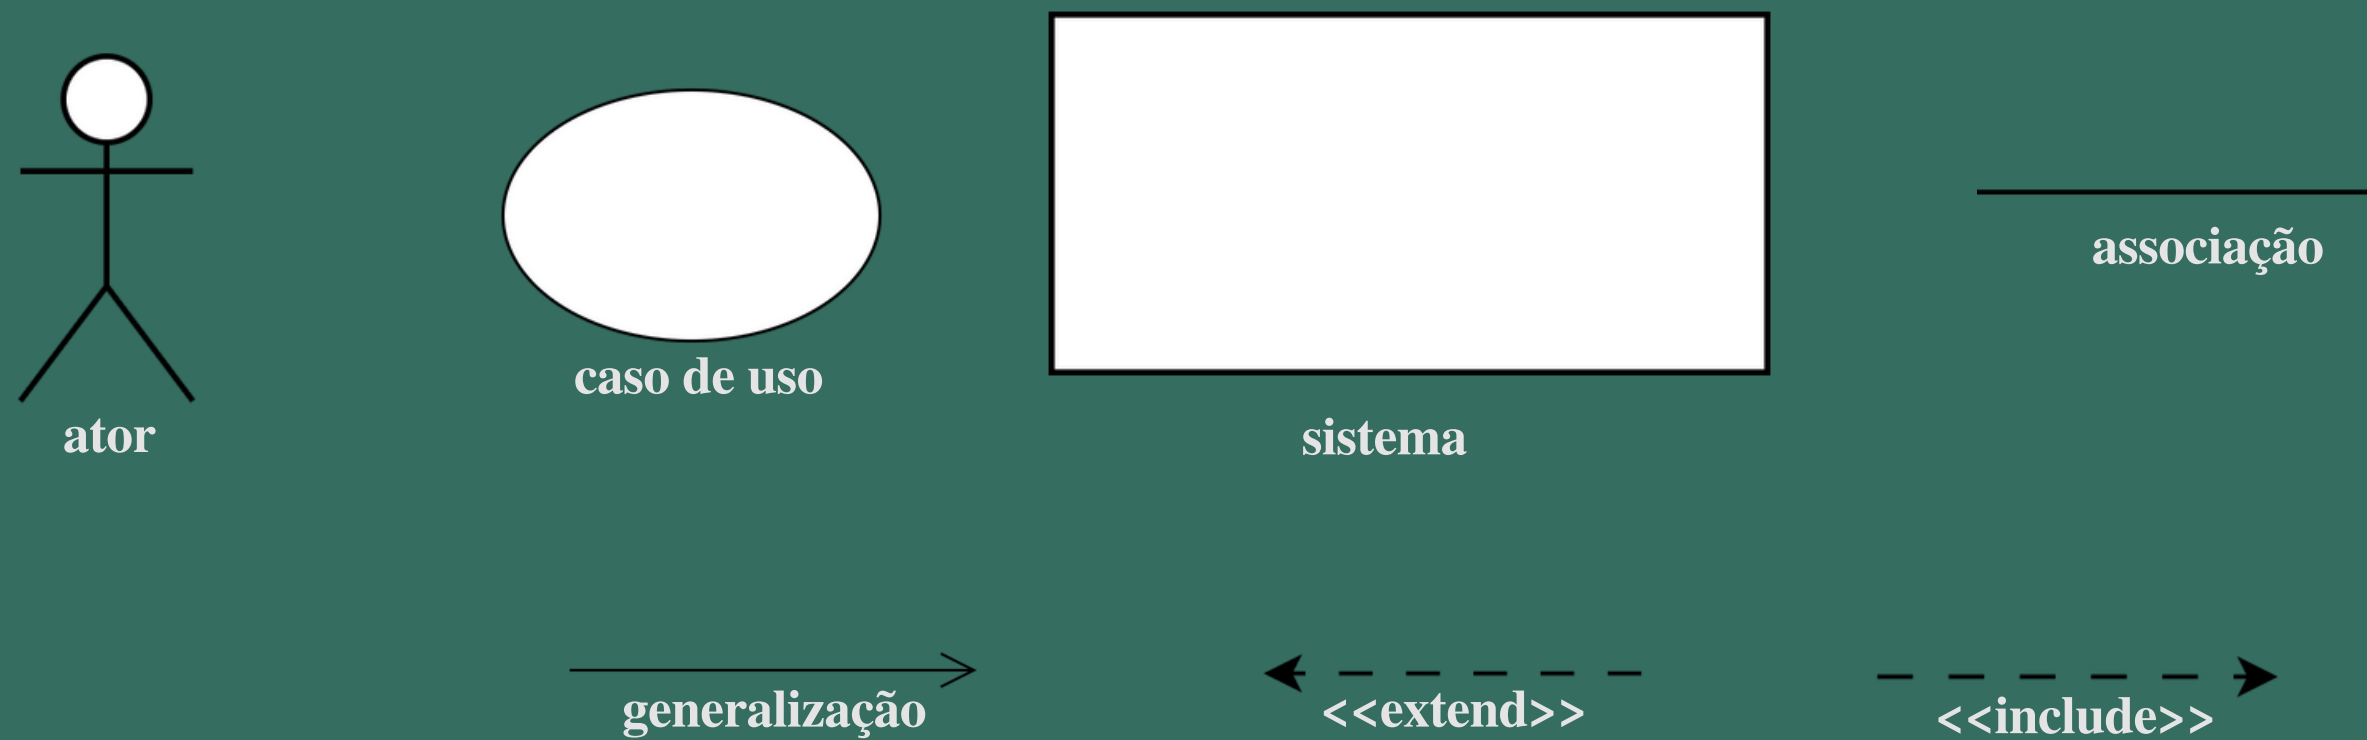 associação
caso de uso
ator
sistema
generalização
<<extend>>
<<include>>